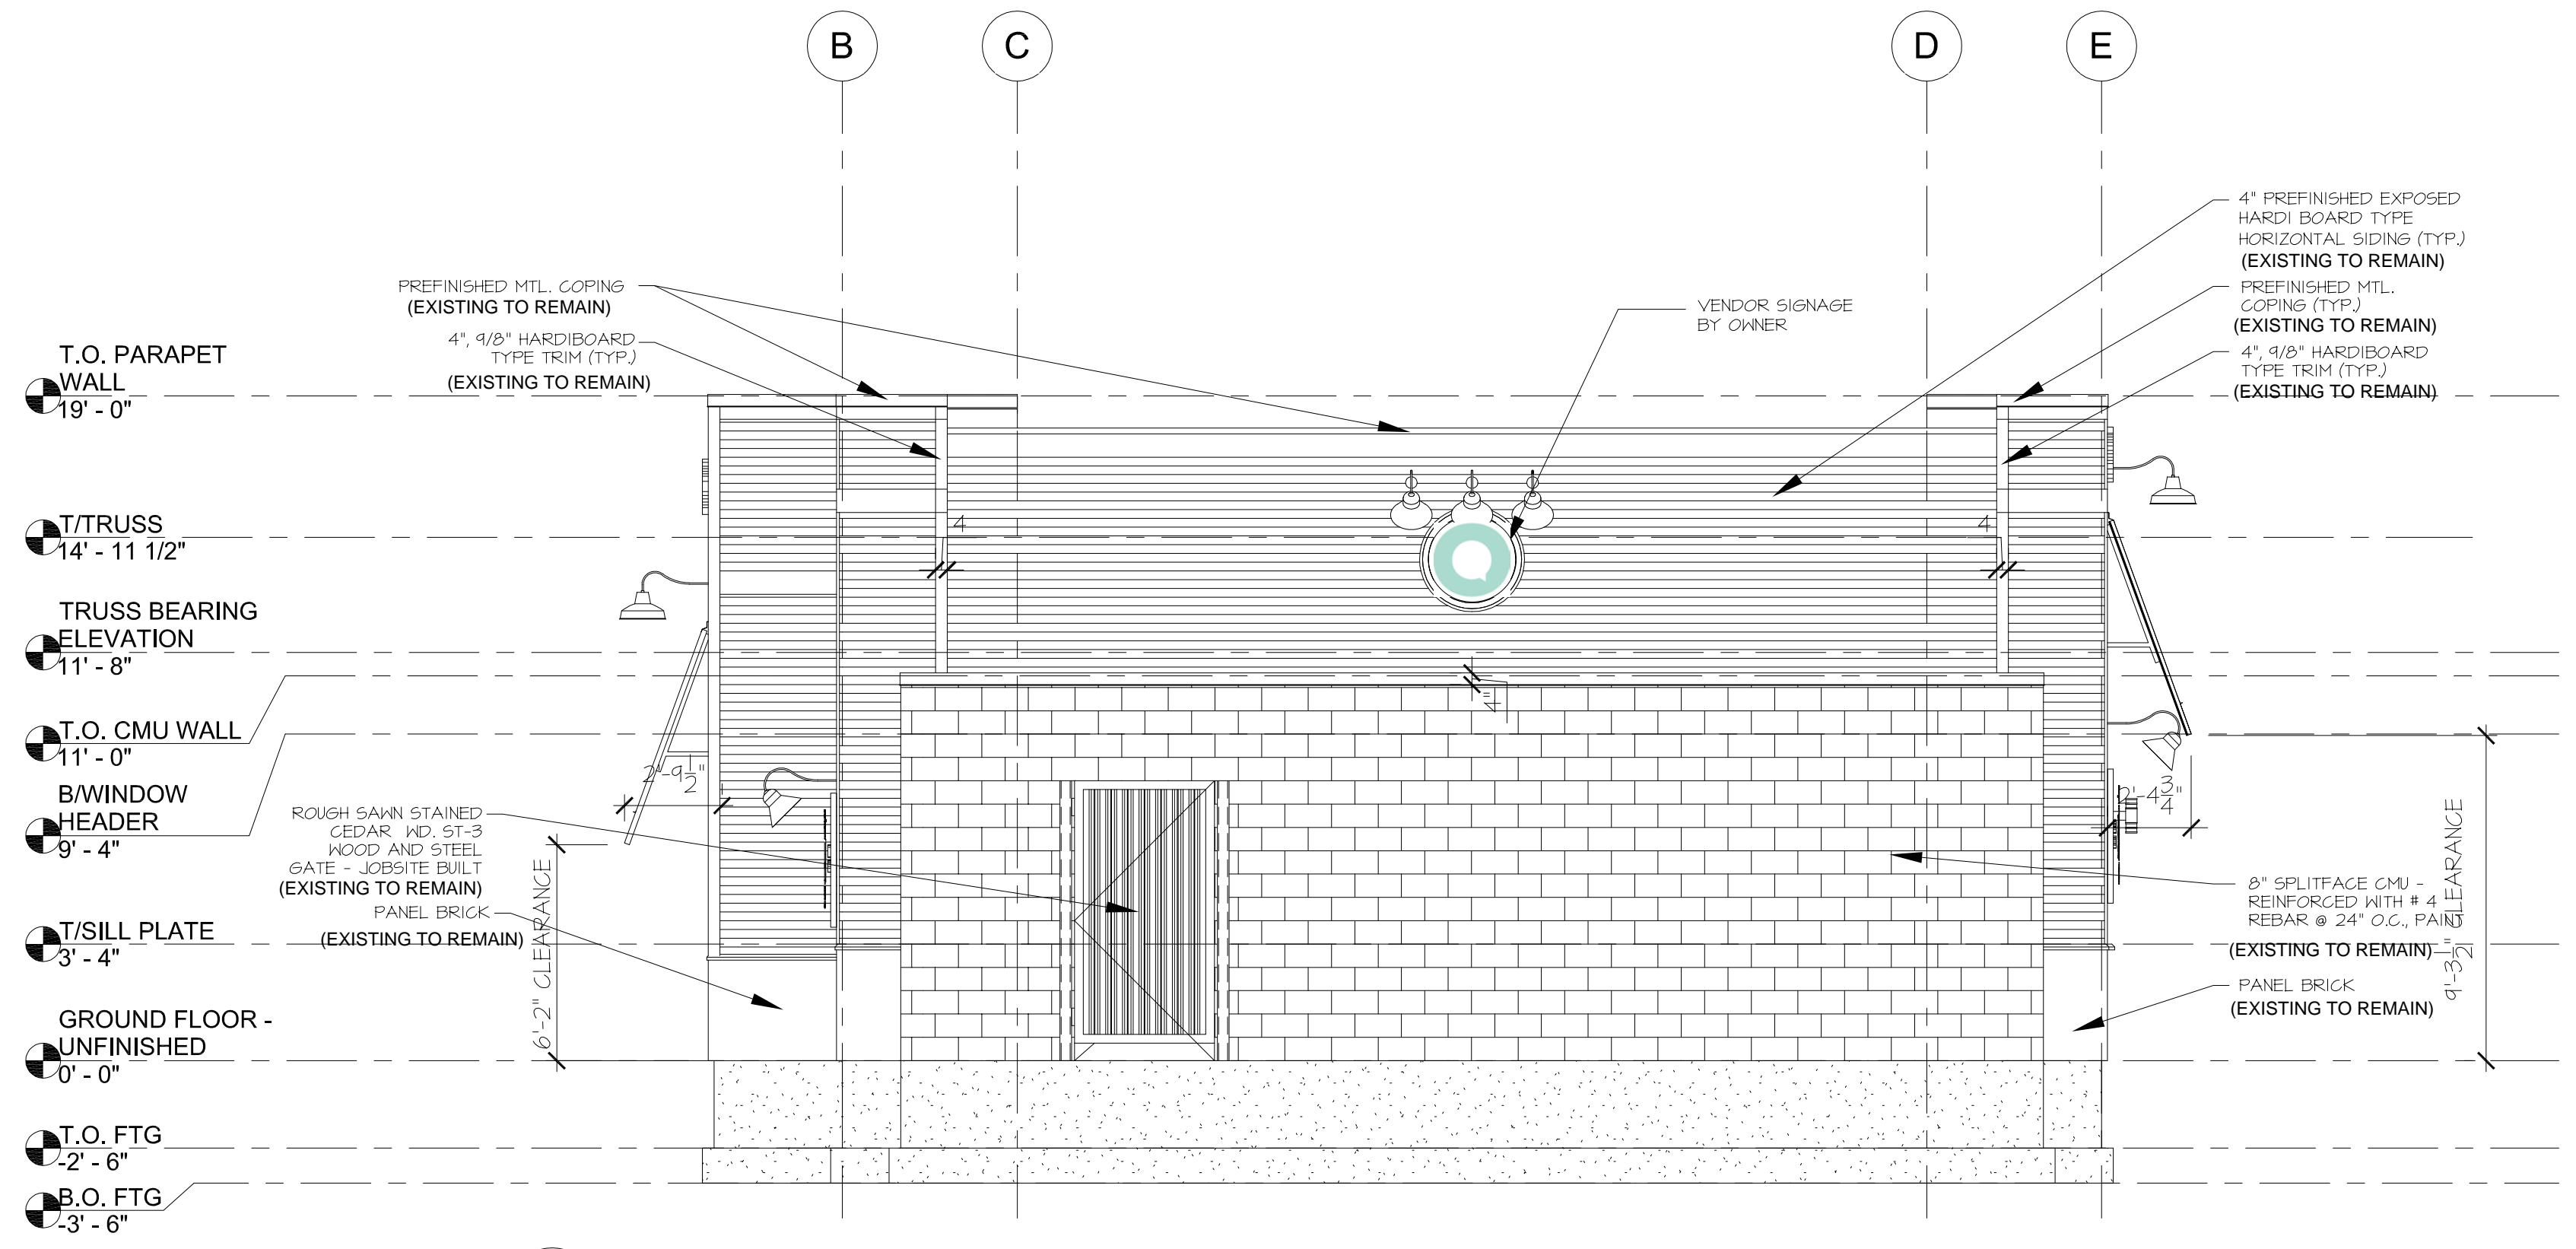 B
C
D
E
4" PREFINISHED EXPOSED
HARDI BOARD TYPE
HORIZONTAL SIDING (TYP.)
(EXISTING TO REMAIN)
PREFINISHED MTL.
COPING (TYP.)
(EXISTING TO REMAIN)
4", 9/8" HARDIBOARD
TYPE TRIM (TYP.)
(EXISTING TO REMAIN)
PREFINISHED MTL. COPING
(EXISTING TO REMAIN)
4", 9/8" HARDIBOARD
TYPE TRIM (TYP.)
(EXISTING TO REMAIN)
VENDOR SIGNAGE
BY OWNER
T.O. PARAPET
WALL
19' - 0"
T/TRUSS
14' - 11 1/2"
TRUSS BEARING
ELEVATION
11' - 8"
T.O. CMU WALL
11' - 0"
B/WINDOW
HEADER
9' - 4"
T/SILL PLATE
3' - 4"
GROUND FLOOR -
UNFINISHED
0' - 0"
T.O. FTG
-2' - 6"
B.O. FTG
-3' - 6"
4
4
4"
2'-9 1/2"
2'-4 3/4"
ROUGH SAWN STAINED
CEDAR WD. ST-3
WOOD AND STEEL
GATE - JOBSITE BUILT
(EXISTING TO REMAIN)
PANEL BRICK
(EXISTING TO REMAIN)
6'-2" CLEARANCE
8" SPLITFACE CMU -
REINFORCED WITH # 4
REBAR @ 24" O.C., PAINT
(EXISTING TO REMAIN)
PANEL BRICK
(EXISTING TO REMAIN)
9'-3 1/2" CLEARANCE